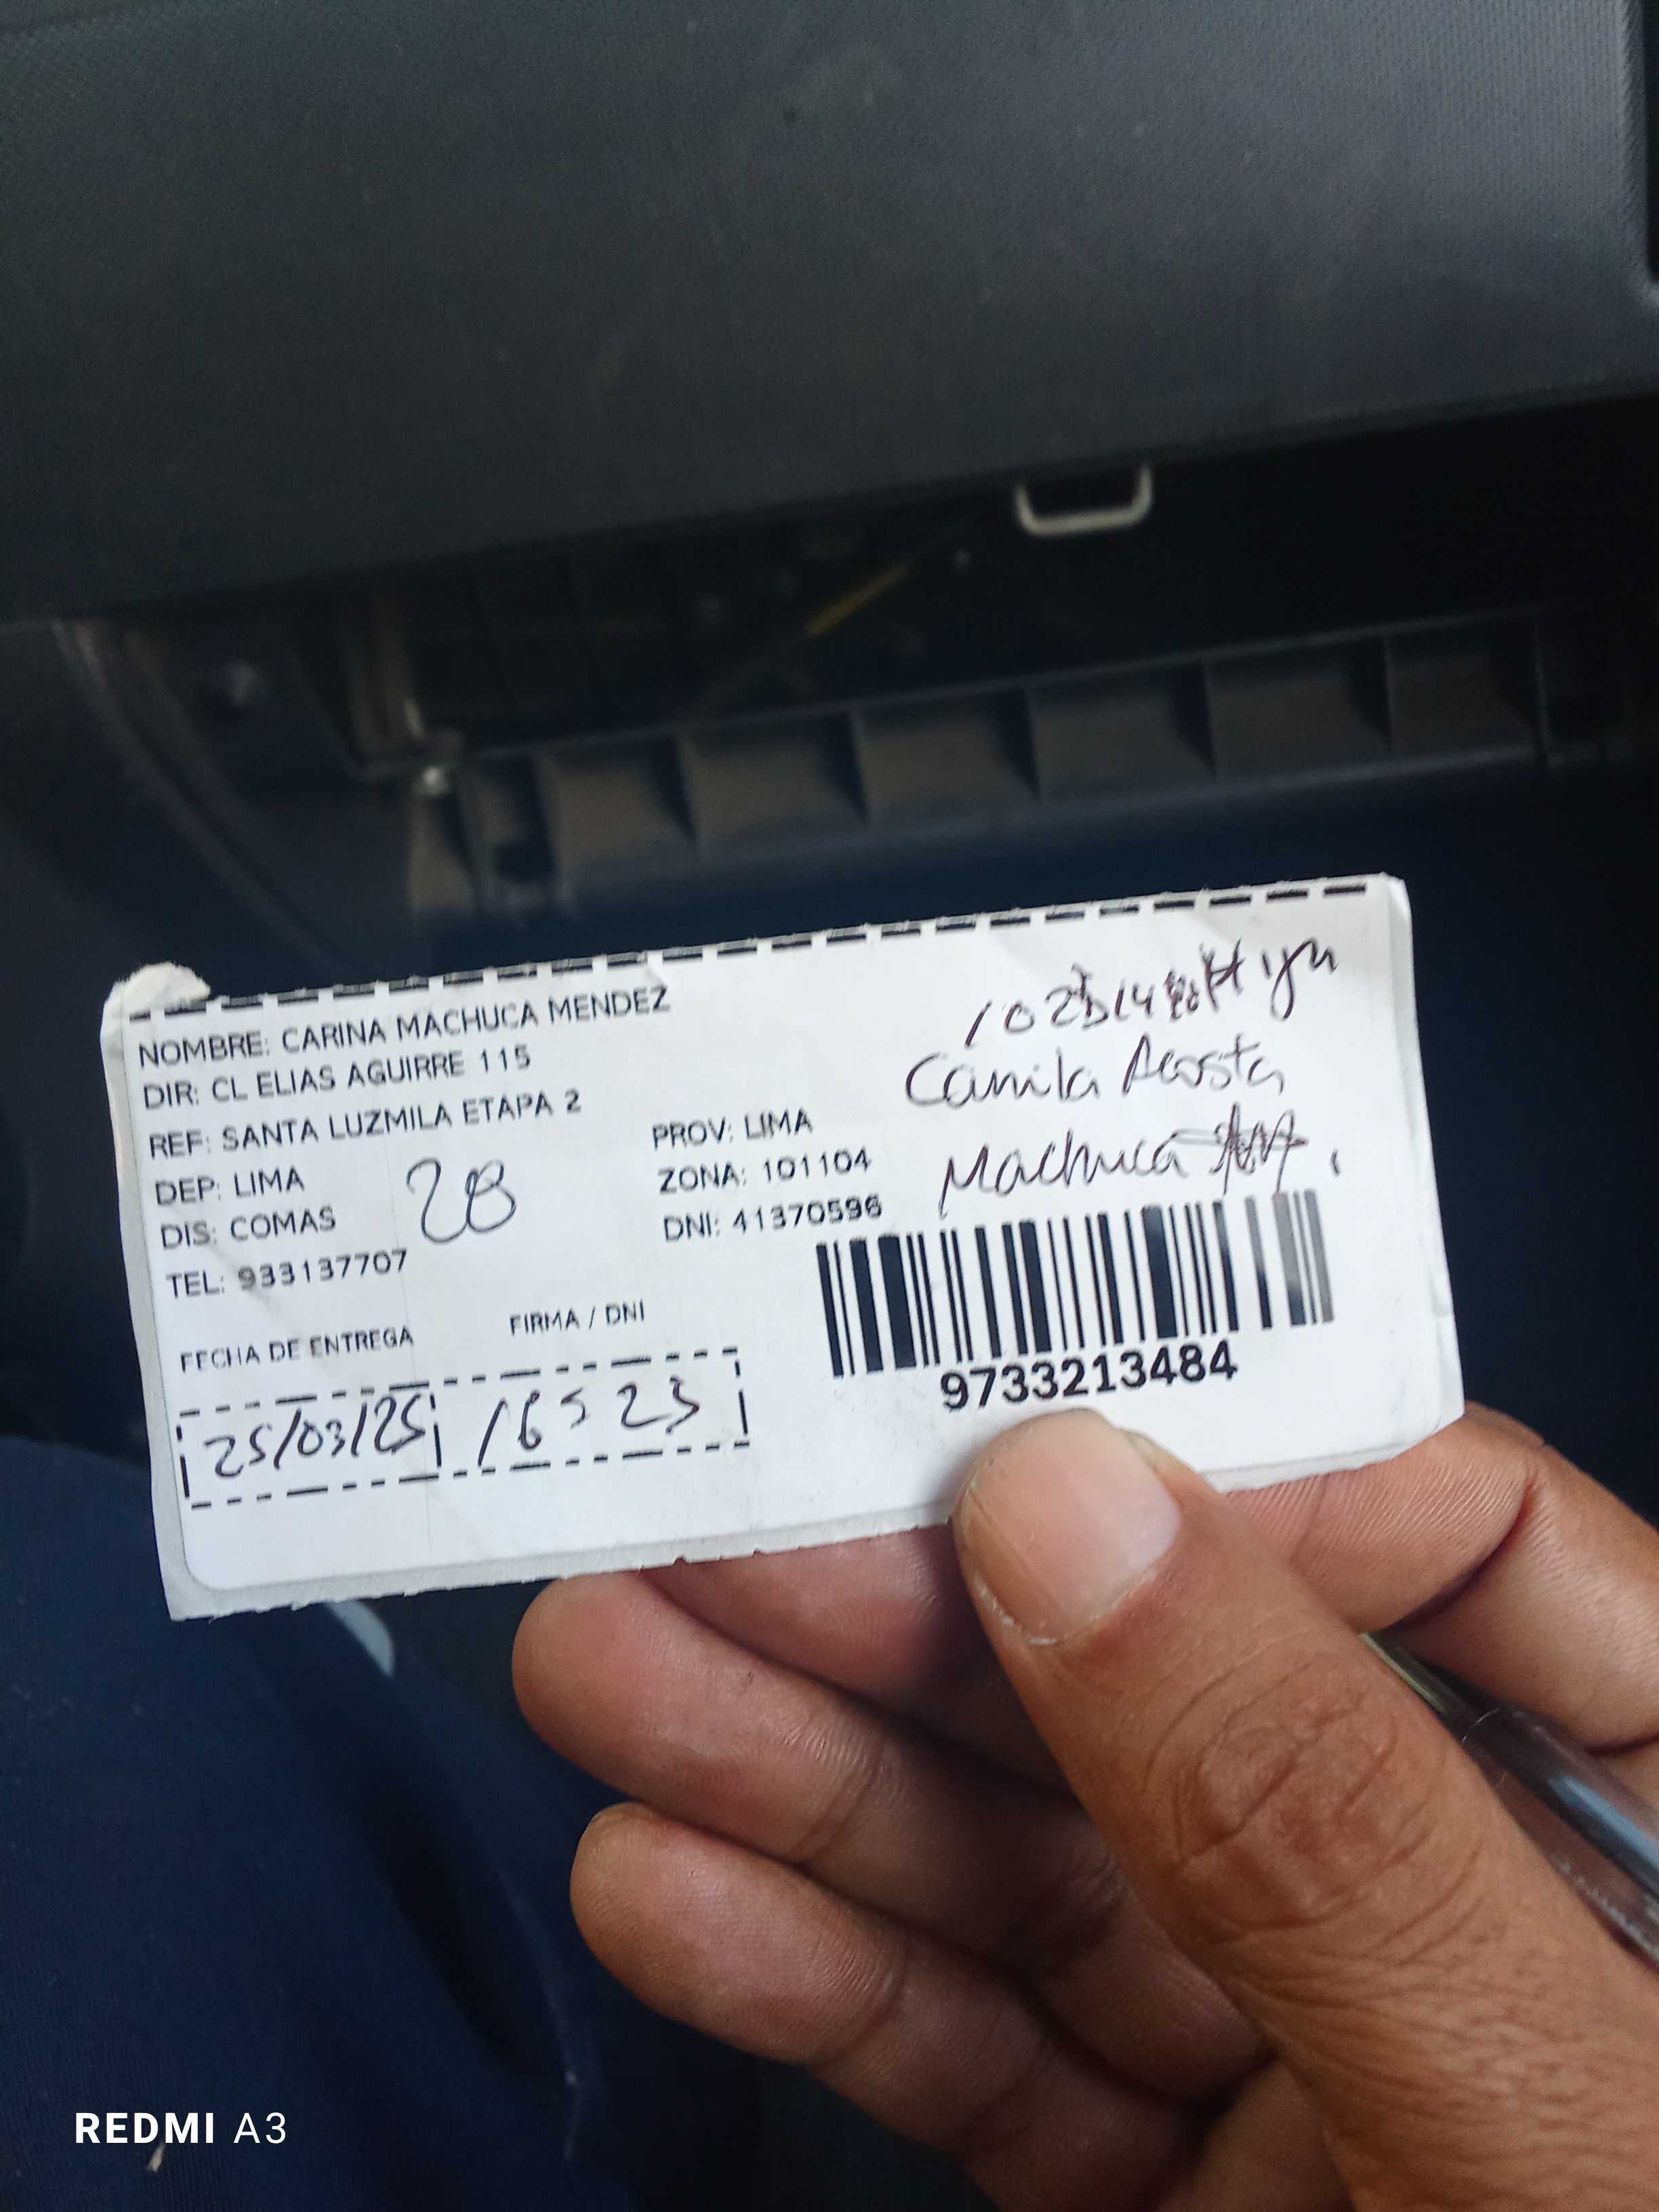 NOMBRE: CARINA MACHUCA MENDEZ
DIR: CL ELIAS AGUIRRE 115
REF: SANTA LUZMILA ETAPA 2
DEP: LIMA
PROV: LIMA
DIS: COMAS
ZONA: 101104
TEL: 933137707
DNI: 41370596
28
Camila Acosta
Machuca
FECHA DE ENTREGA
FIRMA / DNI
25/03/25
16523
9733213484
REDMI A3